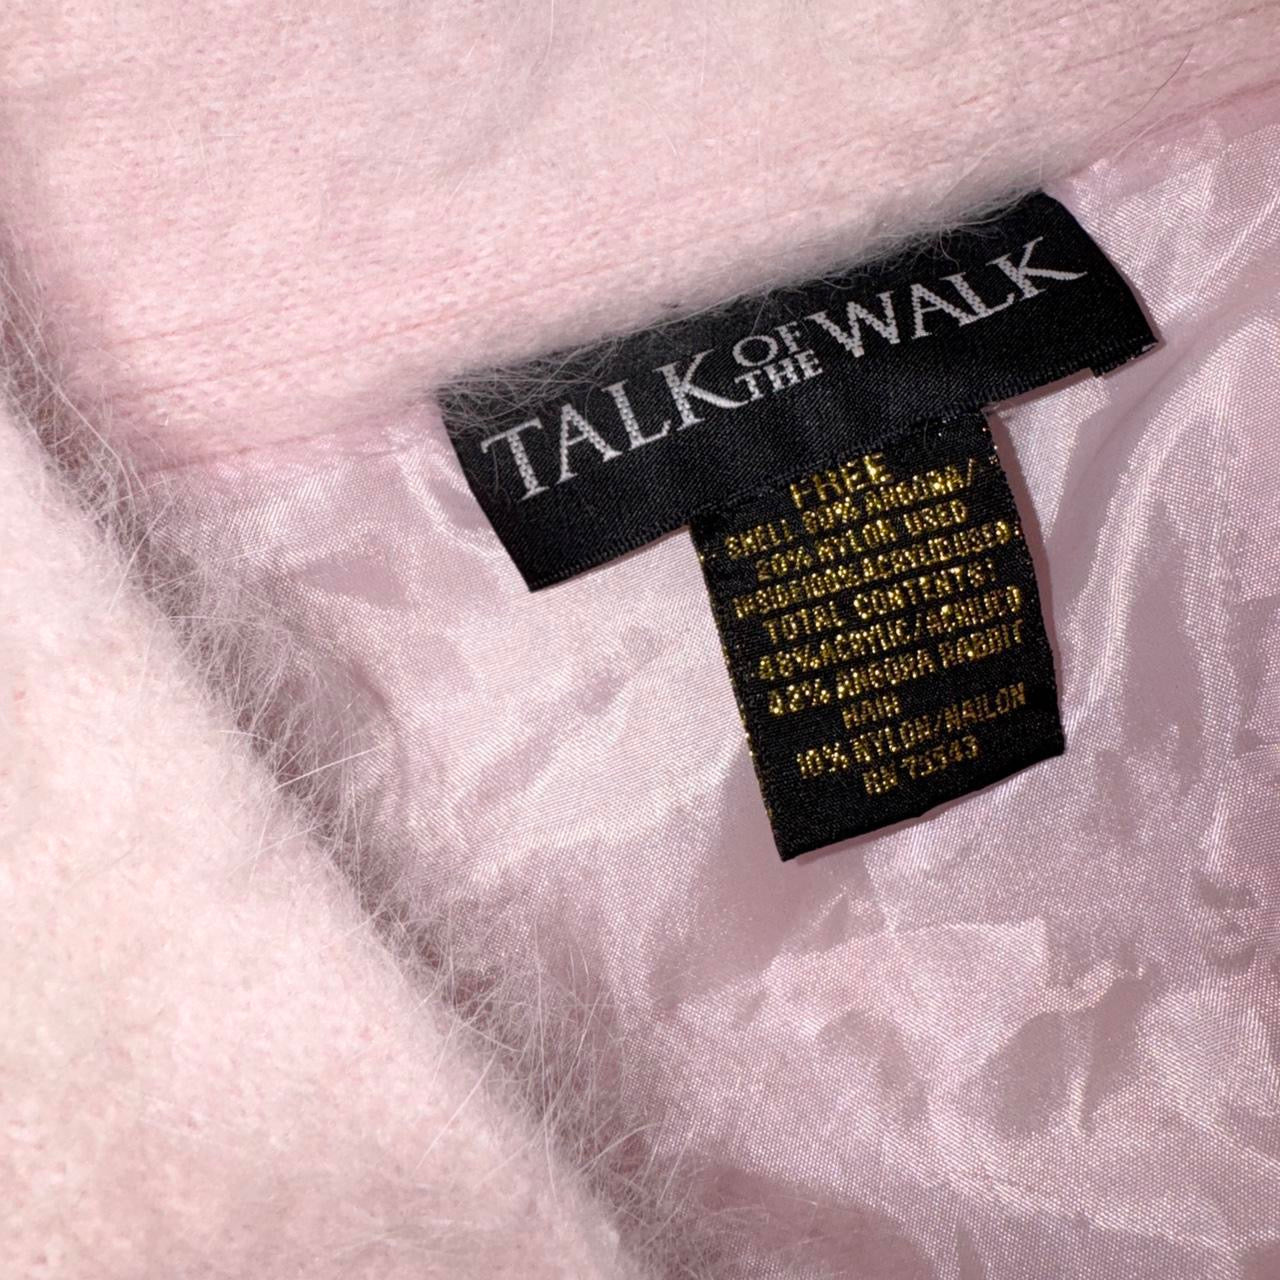 TALK OF THE WALK
FREE
SHELL 80% ANGORA/
20% NYLON USED
INSIDE 100% ACRYLIC USED
TOTAL CONTENTS:
48% ACRYLIC/ACRILICO
42% ANGORA RABBIT
HAIR
10% NYLON/NAILON
RN 73543